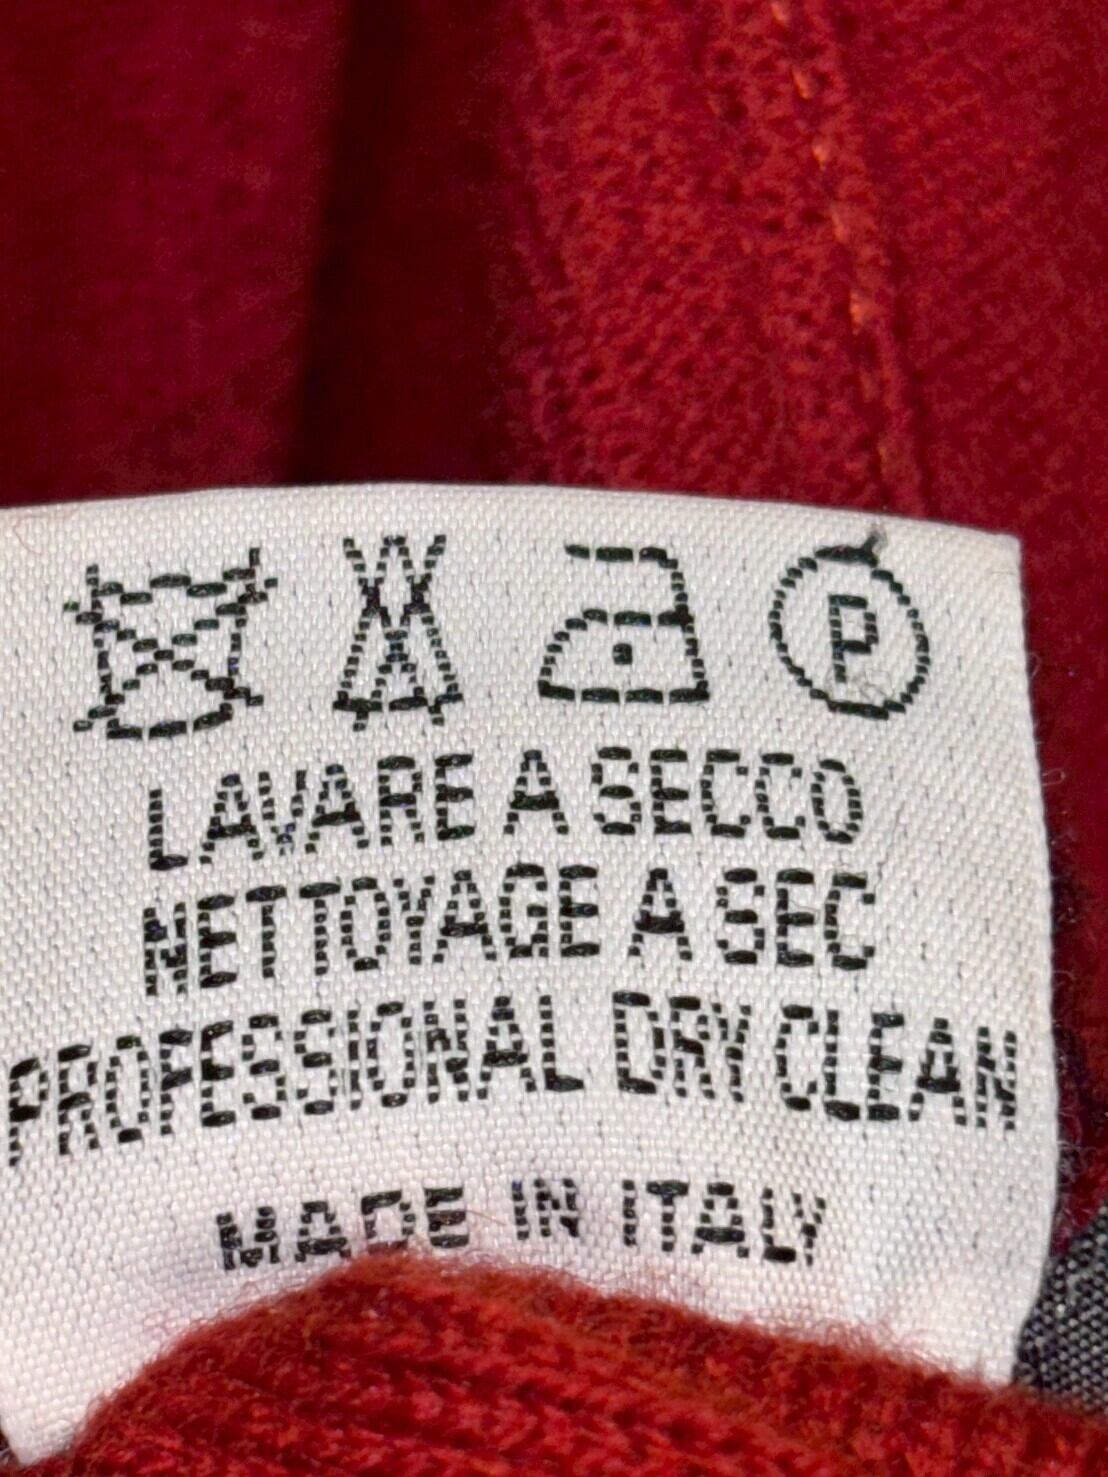 P
LAVARE A SECCO
NETTOYAGE A SEC
PROFESSIONAL DRY CLEAN
MADE IN ITALY